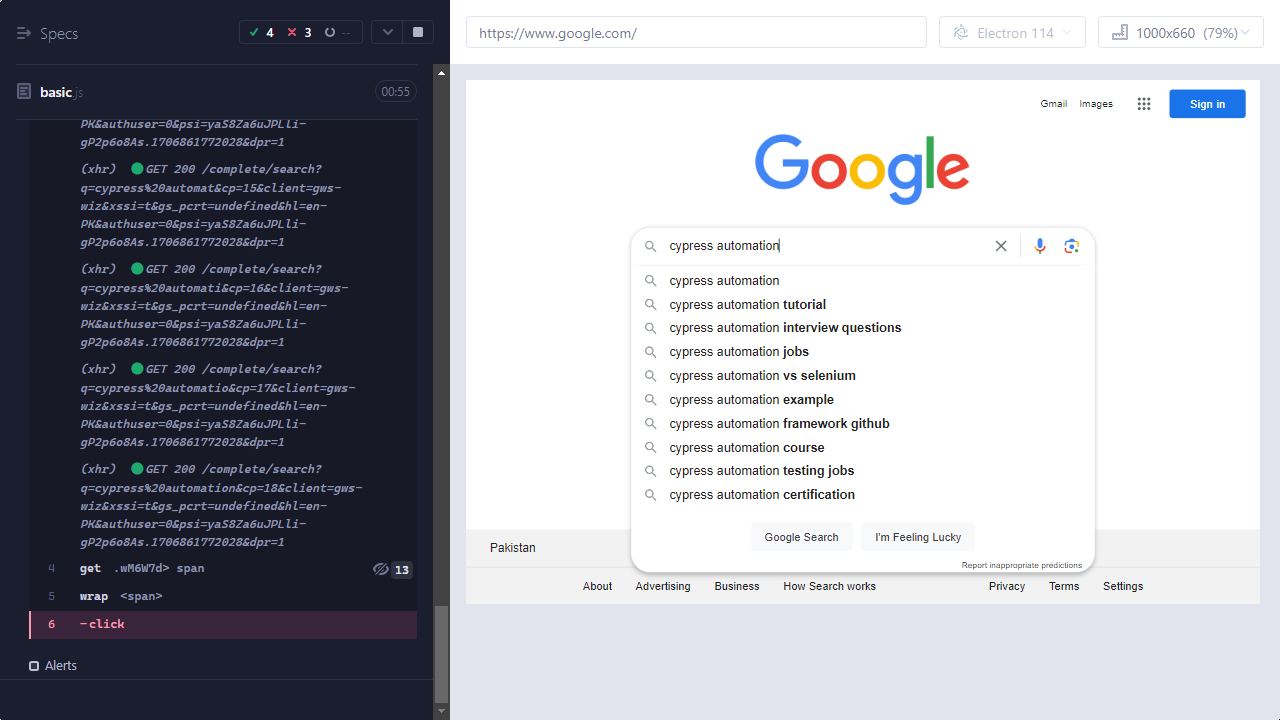 Specs
4
3
--
basic.js
00:55
PK&authuser=0&psi=yaS8Za6uJPLli-
gP2p6o8As.1706861772028&dpr=1
(xhr) GET 200 /complete/search?
q=cypress%20automat&cp=15&client=gws-
wiz&xssi=t&gs_pcrt=undefined&hl=en-
PK&authuser=0&psi=yaS8Za6uJPLli-
gP2p6o8As.1706861772028&dpr=1
(xhr) GET 200 /complete/search?
q=cypress%20automati&cp=16&client=gws-
wiz&xssi=t&gs_pcrt=undefined&hl=en-
PK&authuser=0&psi=yaS8Za6uJPLli-
gP2p6o8As.1706861772028&dpr=1
(xhr) GET 200 /complete/search?
q=cypress%20automatio&cp=17&client=gws-
wiz&xssi=t&gs_pcrt=undefined&hl=en-
PK&authuser=0&psi=yaS8Za6uJPLli-
gP2p6o8As.1706861772028&dpr=1
(xhr) GET 200 /complete/search?
q=cypress%20automation&cp=18&client=gws-
wiz&xssi=t&gs_pcrt=undefined&hl=en-
PK&authuser=0&psi=yaS8Za6uJPLli-
gP2p6o8As.1706861772028&dpr=1
4 get .wM6W7d> span 13
5 wrap <span>
6 -click
Alerts
https://www.google.com/
Electron 114
1000x660 (79%)
Gmail Images Sign in
Google
cypress automation
cypress automation
cypress automation tutorial
cypress automation interview questions
cypress automation jobs
cypress automation vs selenium
cypress automation example
cypress automation framework github
cypress automation course
cypress automation testing jobs
cypress automation certification
Google Search I'm Feeling Lucky
Report inappropriate predictions
Pakistan
About Advertising Business How Search works Privacy Terms Settings